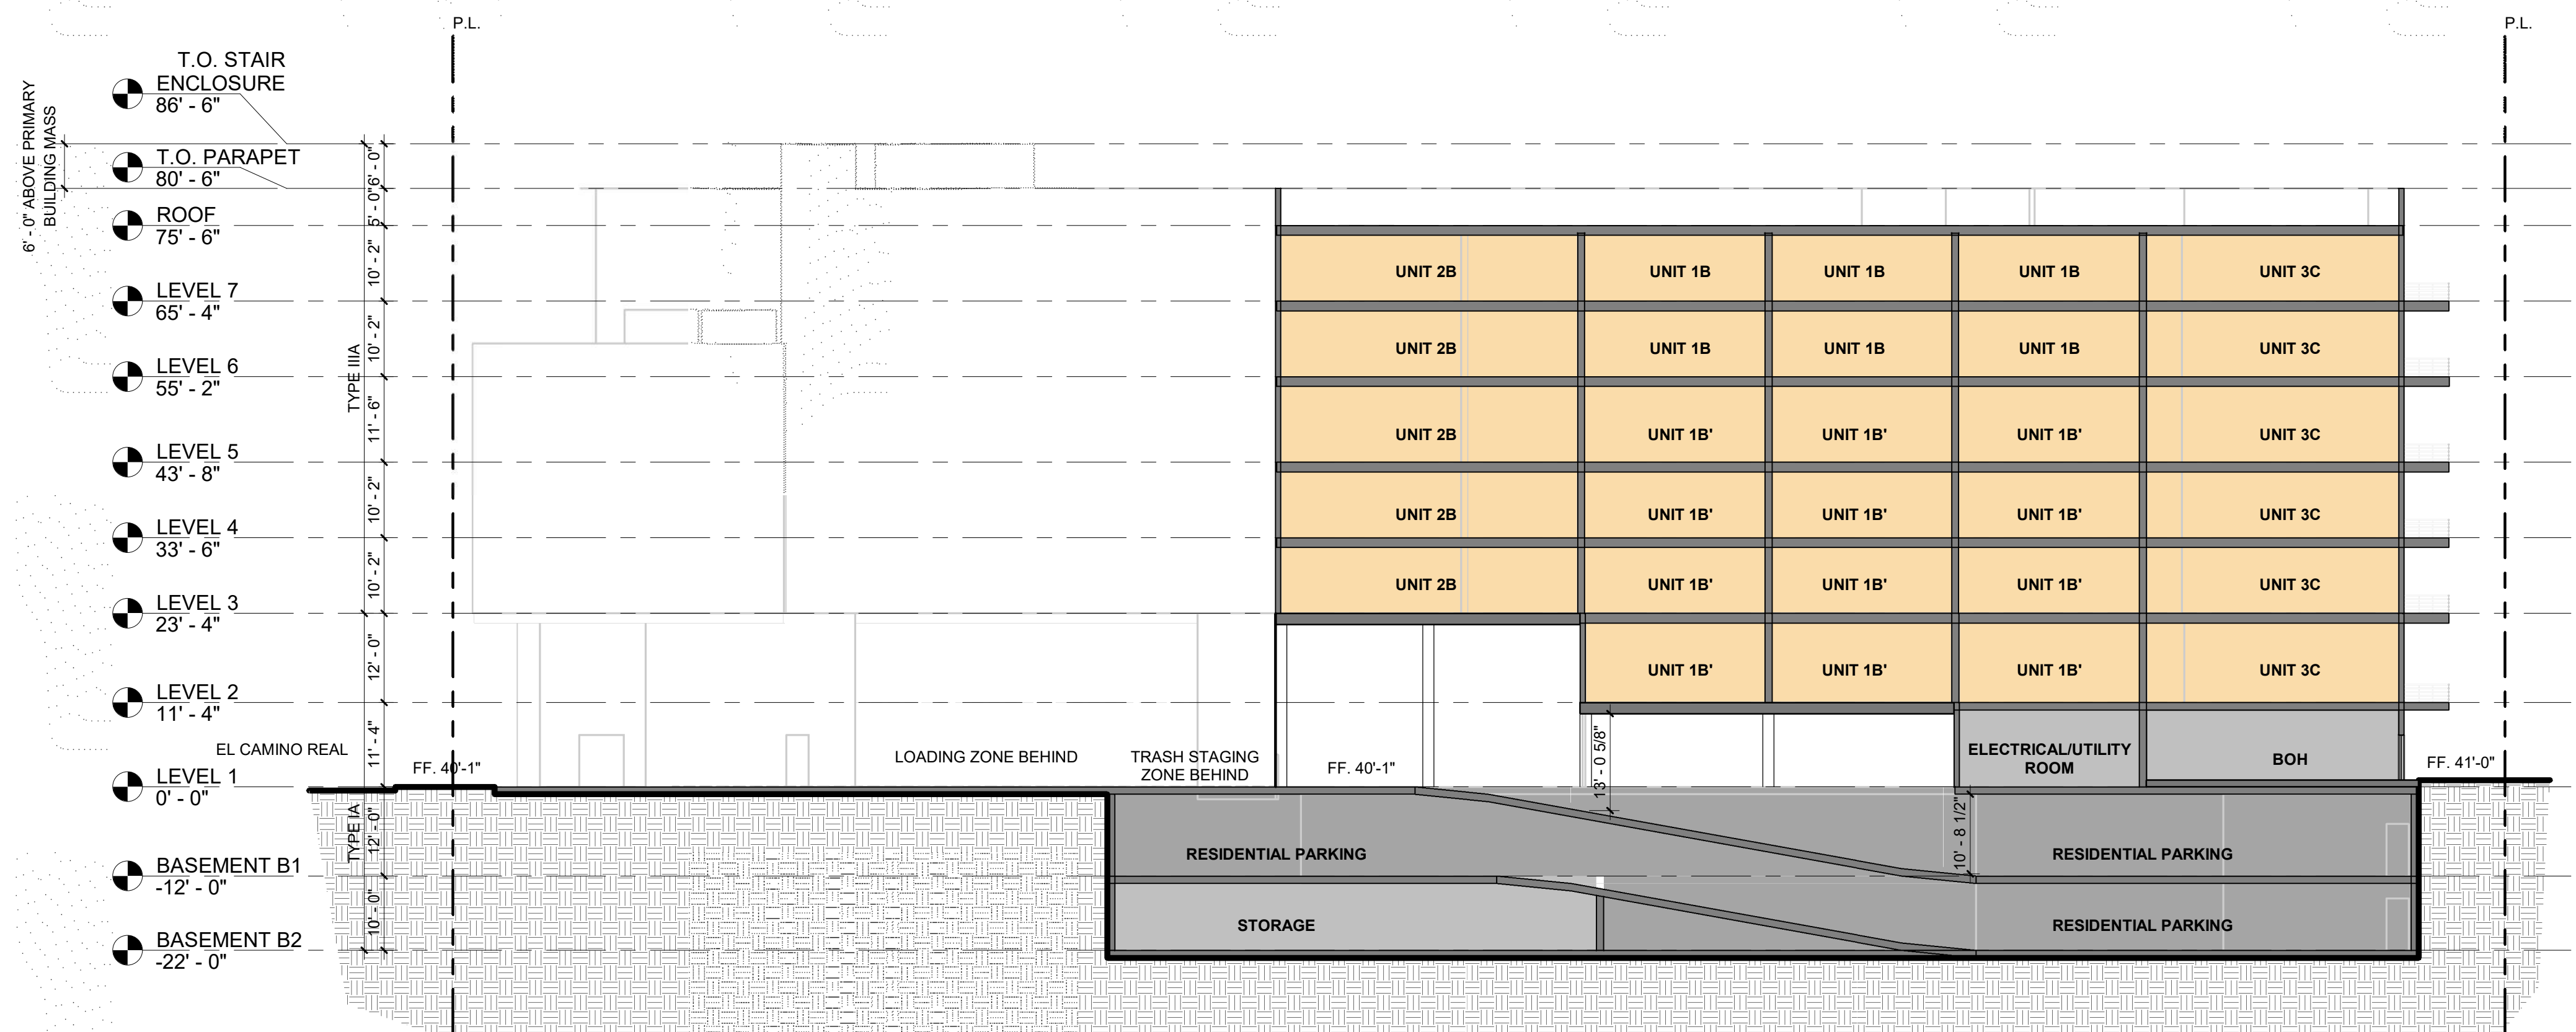 P.L.
P.L.
T.O. STAIR
ENCLOSURE
86' - 6"
6' - 0" ABOVE PRIMARY
BUILDING MASS
T.O. PARAPET
80' - 6"
6' - 0"
5' - 0"
ROOF
75' - 6"
10' - 2"
UNIT 2B
UNIT 1B
UNIT 1B
UNIT 1B
UNIT 3C
LEVEL 7
65' - 4"
10' - 2"
UNIT 2B
UNIT 1B
UNIT 1B
UNIT 1B
UNIT 3C
LEVEL 6
55' - 2"
TYPE IIIA
11' - 6"
UNIT 2B
UNIT 1B'
UNIT 1B'
UNIT 1B'
UNIT 3C
LEVEL 5
43' - 8"
10' - 2"
UNIT 2B
UNIT 1B'
UNIT 1B'
UNIT 1B'
UNIT 3C
LEVEL 4
33' - 6"
10' - 2"
UNIT 2B
UNIT 1B'
UNIT 1B'
UNIT 1B'
UNIT 3C
LEVEL 3
23' - 4"
12' - 0"
UNIT 1B'
UNIT 1B'
UNIT 1B'
UNIT 3C
LEVEL 2
11' - 4"
11' - 4"
EL CAMINO REAL
FF. 40'-1"
LOADING ZONE BEHIND
TRASH STAGING
ZONE BEHIND
FF. 40'-1"
13' - 0 5/8"
ELECTRICAL/UTILITY
ROOM
BOH
FF. 41'-0"
LEVEL 1
0' - 0"
TYPE IA
12' - 0"
RESIDENTIAL PARKING
10' - 8 1/2"
RESIDENTIAL PARKING
BASEMENT B1
-12' - 0"
10' - 0"
STORAGE
RESIDENTIAL PARKING
BASEMENT B2
-22' - 0"